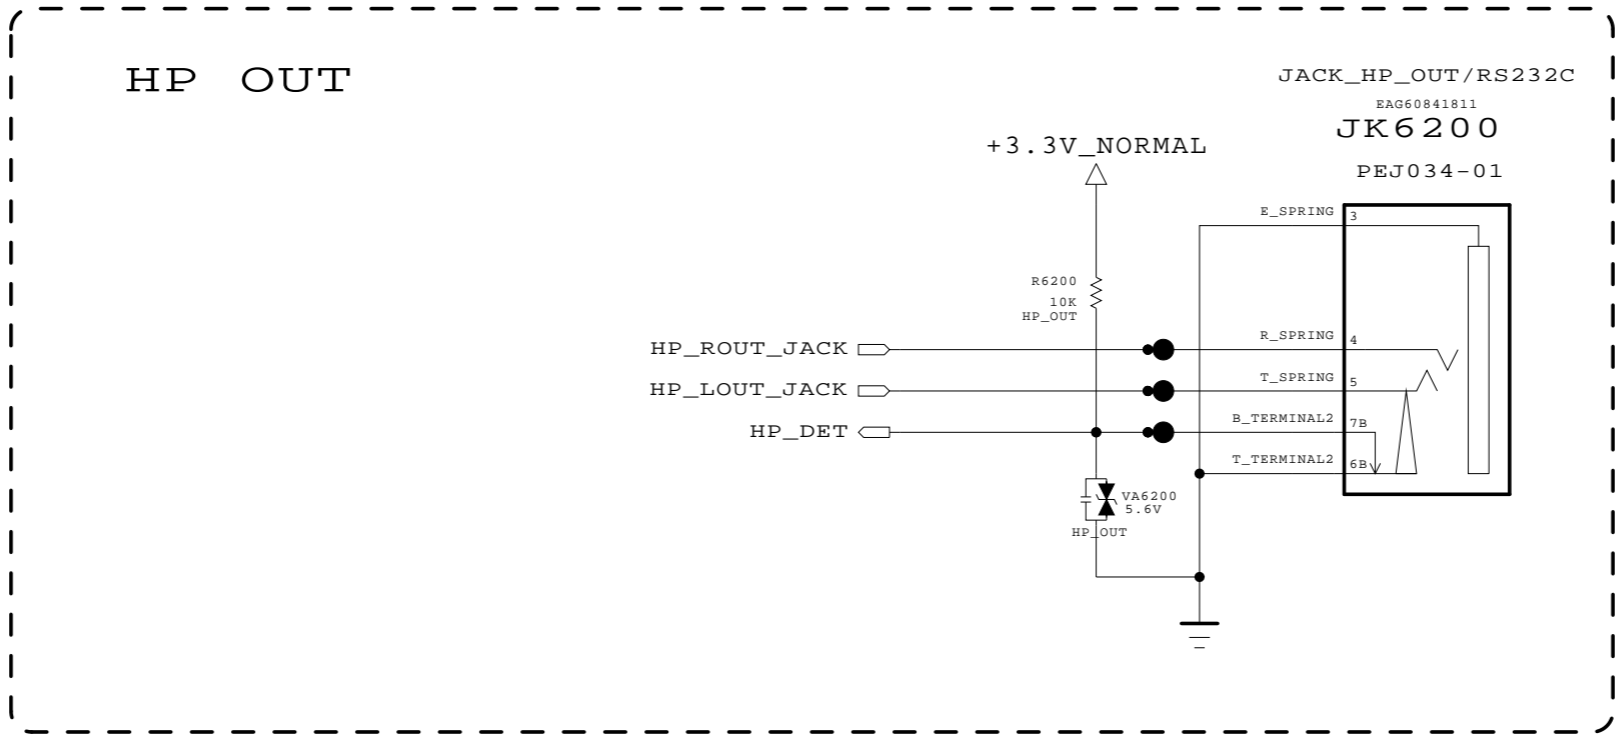 HP OUT
JACK_HP_OUT/RS232C
EAG60841811
JK6200
PEJ034-01
+3.3V_NORMAL
E_SPRING 3
R6200
10K
HP_OUT
HP_ROUT_JACK
R_SPRING 4
HP_LOUT_JACK
T_SPRING 5
HP_DET
B_TERMINAL2 7B
T_TERMINAL2 6B
VA6200
5.6V
HP_OUT